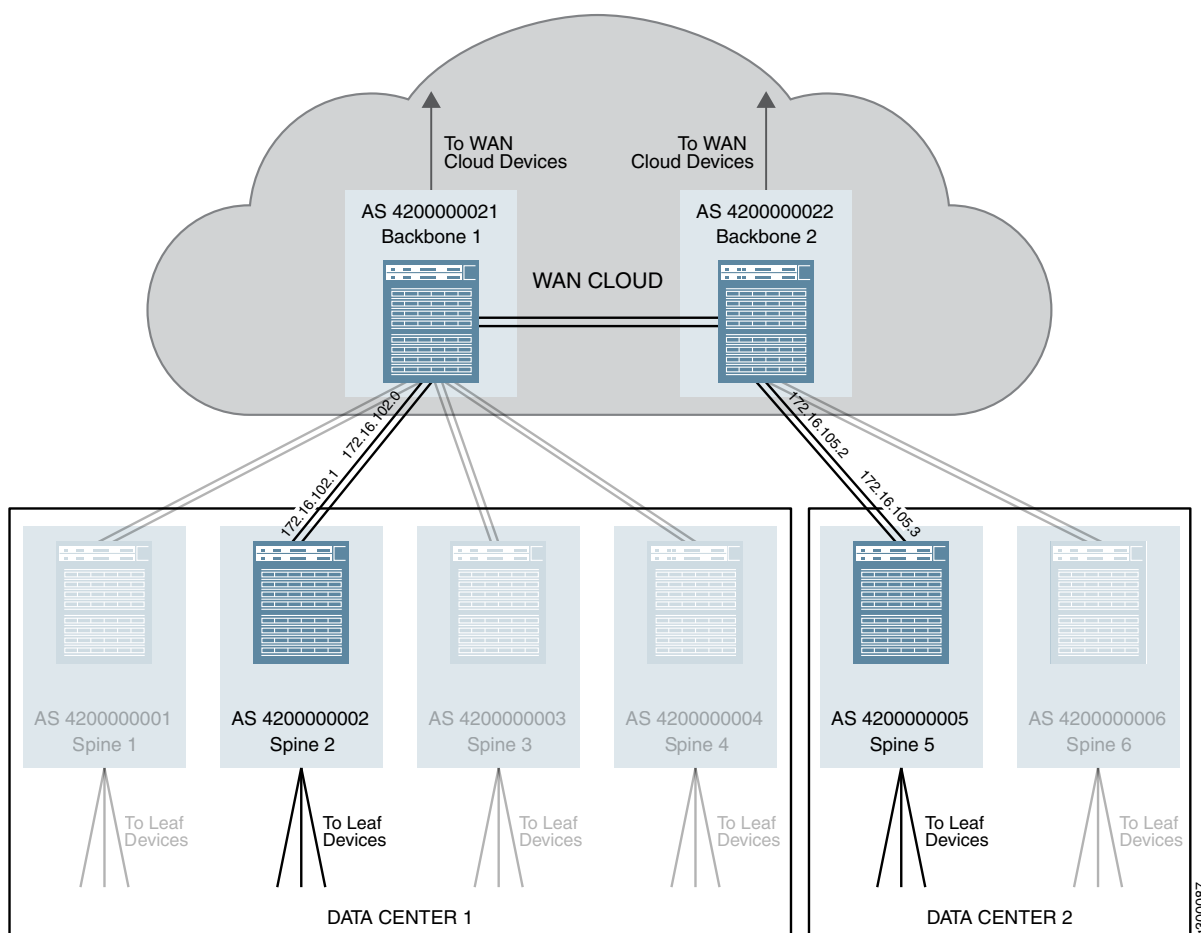 To WAN
Cloud Devices
To WAN
Cloud Devices
AS 4200000021
Backbone 1
AS 4200000022
Backbone 2
WAN CLOUD
172.16.102.0
172.16.102.1
172.16.105.2
172.16.105.3
AS 4200000001
Spine 1
AS 4200000002
Spine 2
AS 4200000003
Spine 3
AS 4200000004
Spine 4
AS 4200000005
Spine 5
AS 4200000006
Spine 6
To Leaf
Devices
To Leaf
Devices
To Leaf
Devices
To Leaf
Devices
To Leaf
Devices
To Leaf
Devices
DATA CENTER 1
DATA CENTER 2